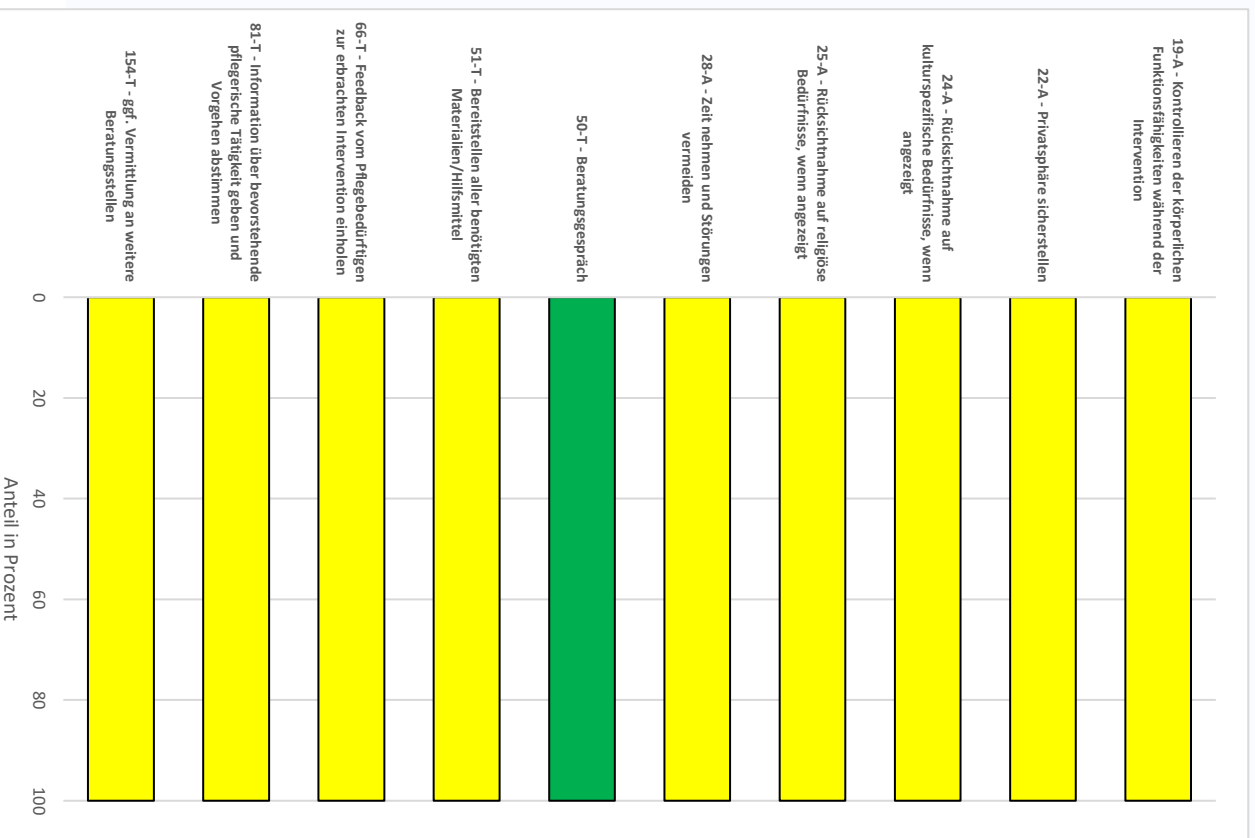 19-A - Kontrollieren der körperlichen
Funktionsfähigkeiten während der
Intervention
22-A - Privatsphäre sicherstellen
24-A - Rücksichtnahme auf
kulturspezifische Bedürfnisse, wenn
angezeigt
25-A - Rücksichtnahme auf religiöse
Bedürfnisse, wenn angezeigt
28-A - Zeit nehmen und Störungen
vermeiden
50-T - Beratungsgespräch
51-T - Bereitstellen aller benötigten
Materialien/Hilfsmittel
66-T - Feedback vom Pflegebedürftigen
zur erbrachten Intervention einholen
81-T - Information über bevorstehende
pflegerische Tätigkeit geben und
Vorgehen abstimmen
154-T - ggf. Vermittlung an weitere
Beratungsstellen
0
20
40
60
80
100
Anteil in Prozent